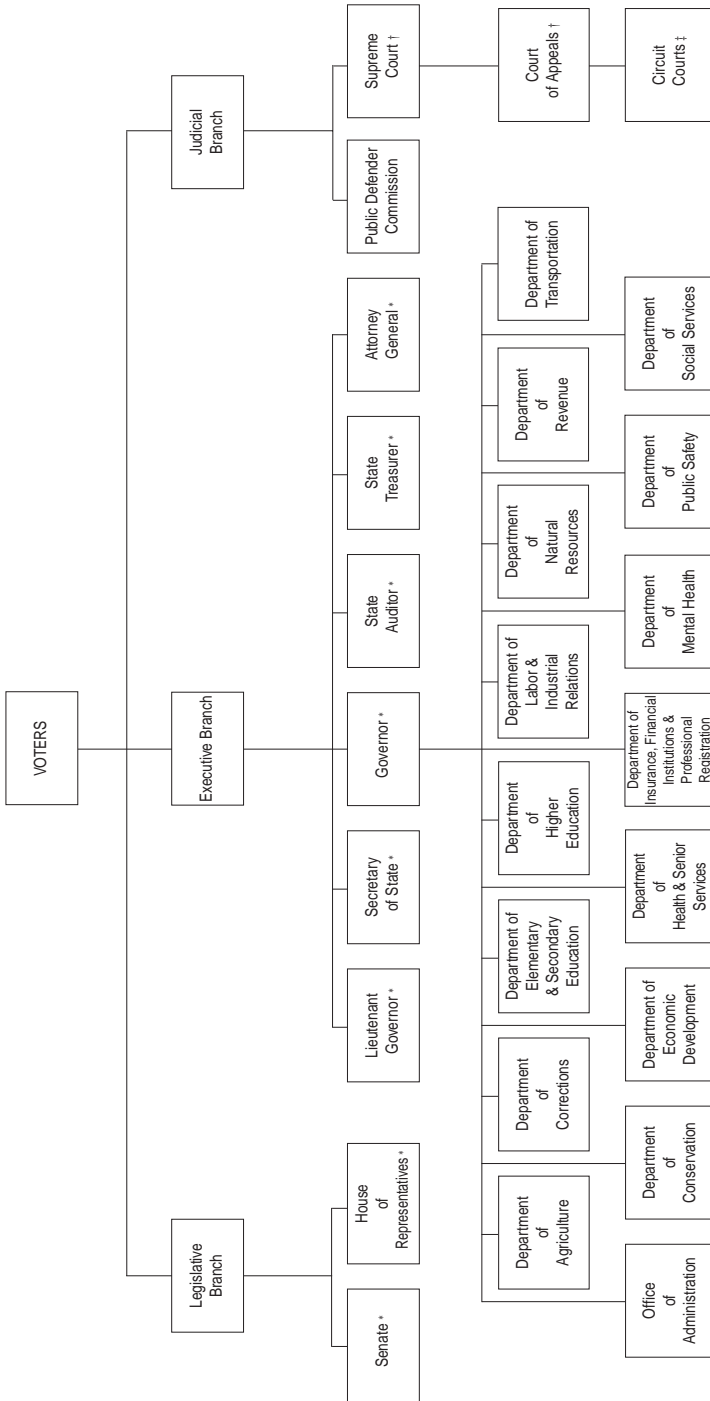 VOTERS
Legislative
Branch
Executive Branch
Judicial
Branch
Senate *
House
of
Representatives *
Lieutenant
Governor *
Secretary
of State *
Governor *
State
Auditor *
State
Treasurer *
Attorney
General *
Public Defender
Commission
Supreme
Court †
Department
of
Agriculture
Department
of
Corrections
Department of
Elementary
& Secondary
Education
Department
of
Higher
Education
Department of
Labor &
Industrial
Relations
Department
of
Natural
Resources
Department
of
Revenue
Department of
Transportation
Court
of Appeals †
Office
of
Administration
Department
of
Conservation
Department of
Economic
Development
Department
of
Health & Senior
Services
Department of
Insurance, Financial
Institutions &
Professional
Registration
Department
of
Mental Health
Department
of
Public Safety
Department
of
Social Services
Circuit
Courts ‡